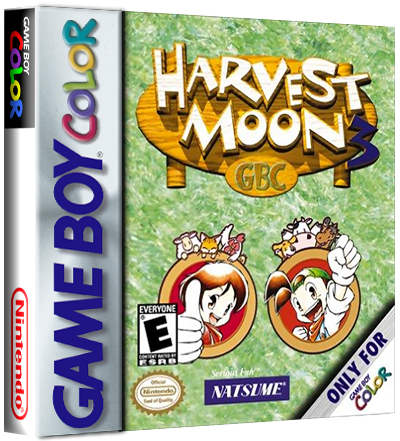 GAME BOY
COLOR
Nintendo
GAME BOY COLOR
HARVEST
MOON 3
GBC
EVERYONE
E
CONTENT RATED BY
ESRB
Official
Nintendo
Seal of Quality
Serious Fun
NATSUME
ONLY FOR
GAME BOY
COLOR